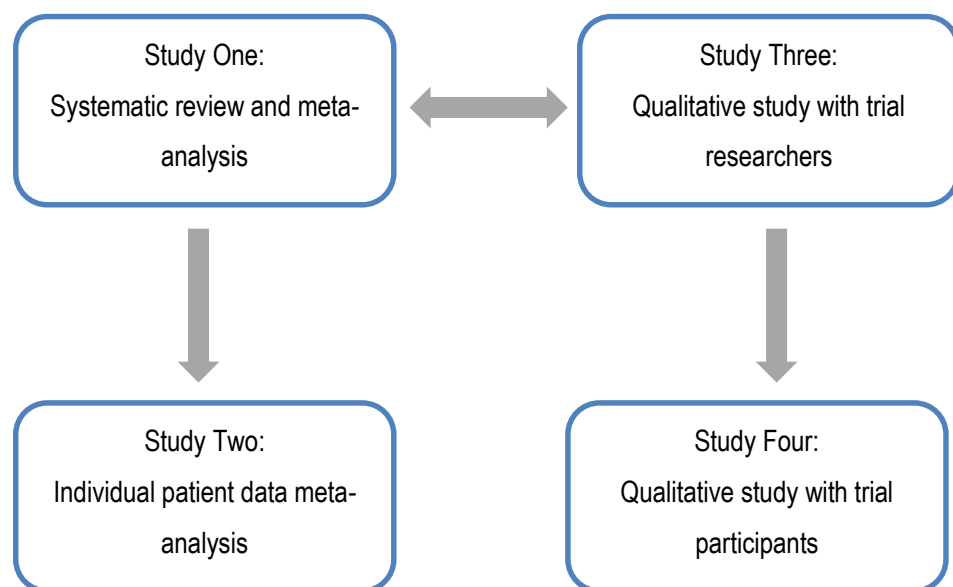 Study One:
Systematic review and meta-
analysis
Study Three:
Qualitative study with trial
researchers
Study Two:
Individual patient data meta-
analysis
Study Four:
Qualitative study with trial
participants